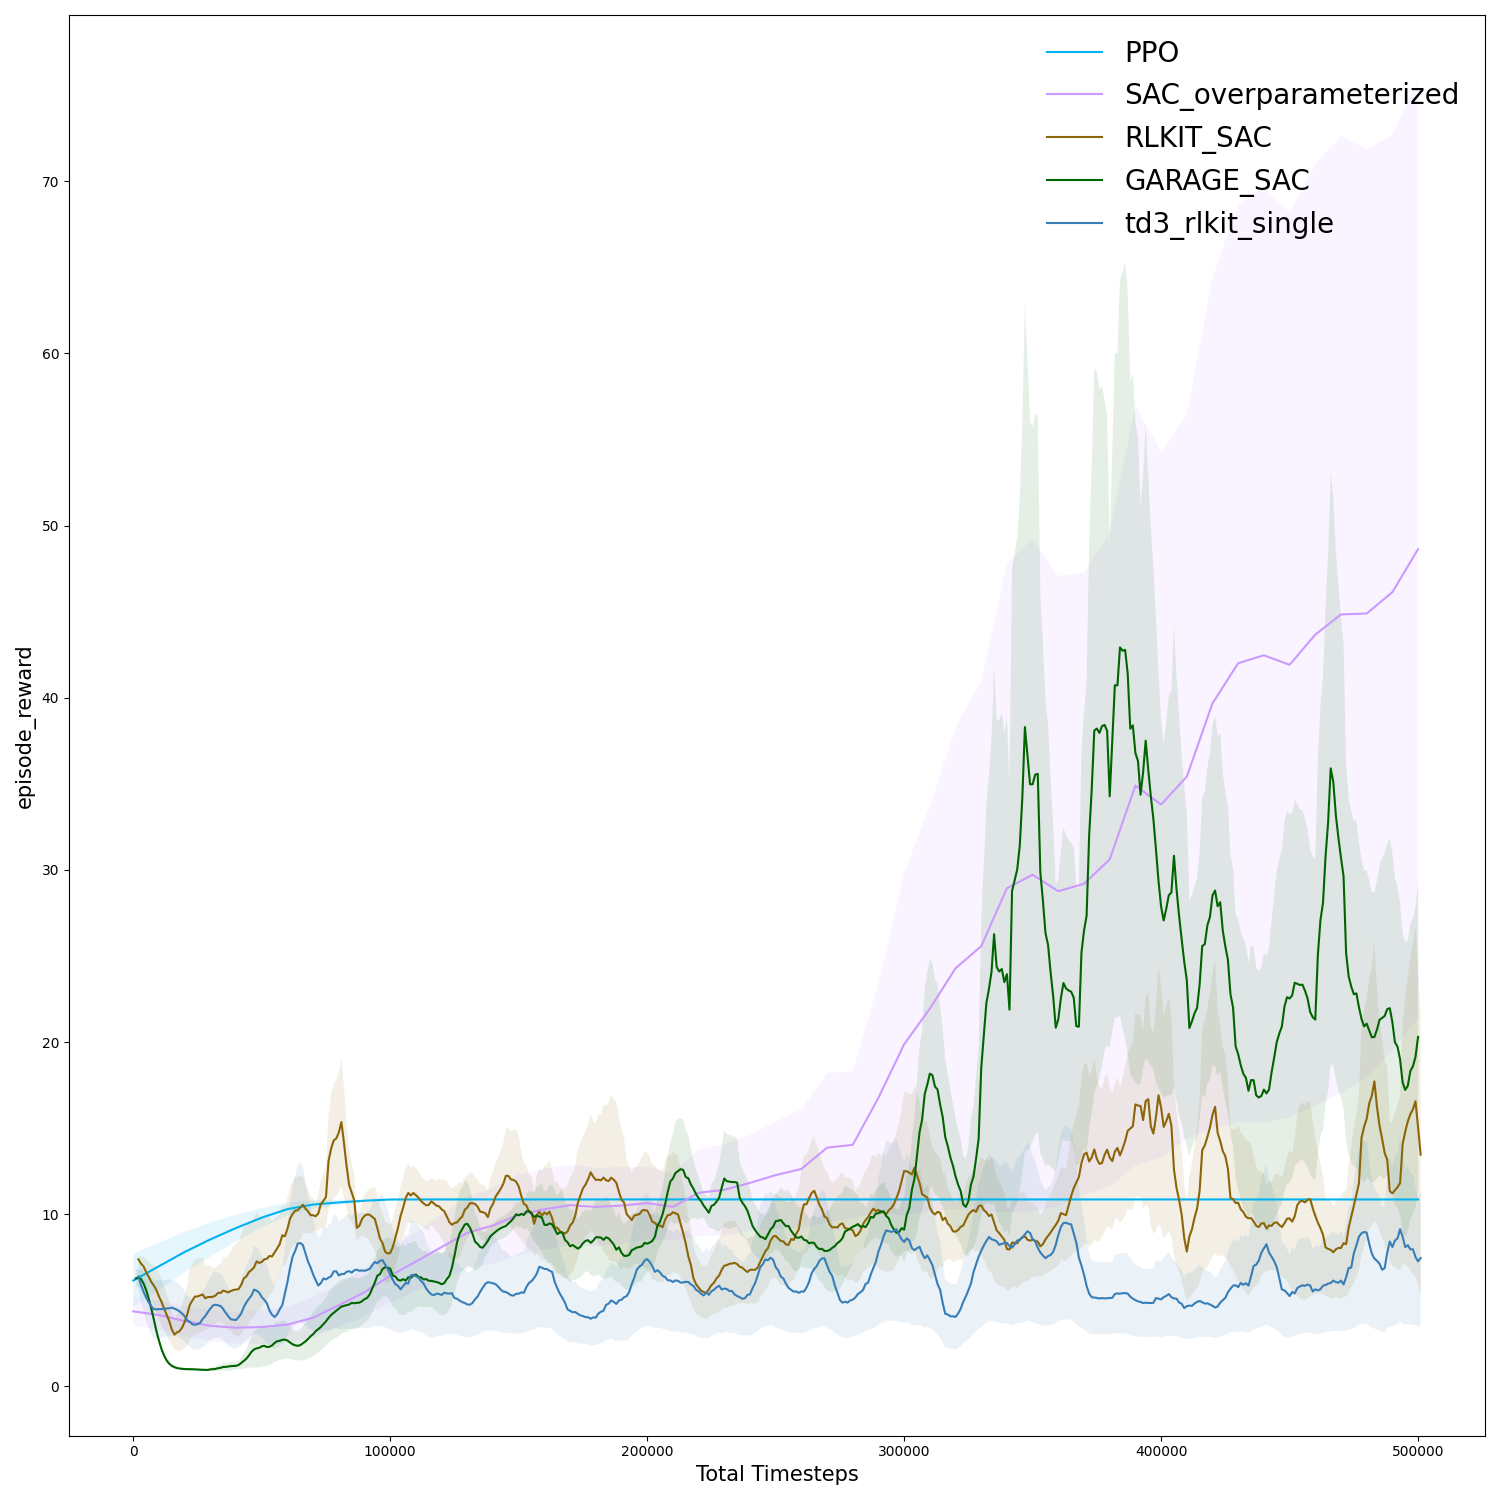 PPO
SAC_overparameterized
RLKIT_SAC
GARAGE_SAC
td3_rlkit_single
70
60
50
40
30
20
10
0
episode_reward
0 100000 200000 300000 400000 500000
Total Timesteps